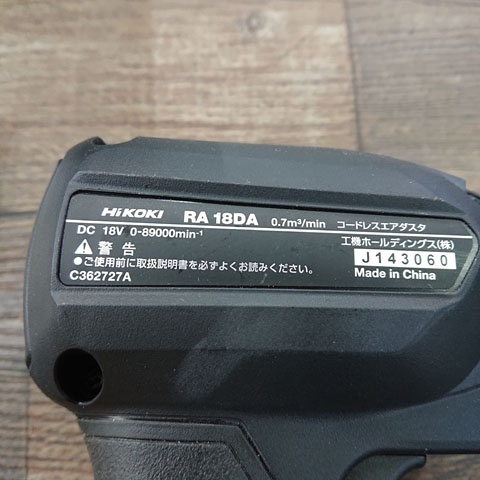 HiKOKI RA 18DA 0.7m³/min コードレスエアダスタ
DC 18V 0-89000min⁻¹ 工機ホールディングス(株)
⚠ 警告 J143060
●ご使用前に取扱説明書を必ずよくお読みください。 Made in China
C362727A